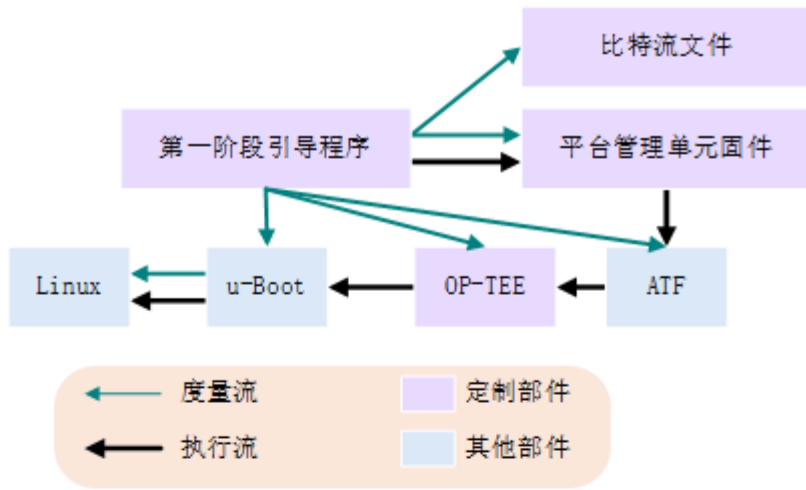 比特流文件
第一阶段引导程序
平台管理单元固件
Linux
u-Boot
OP-TEE
ATF
度量流
定制部件
执行流
其他部件